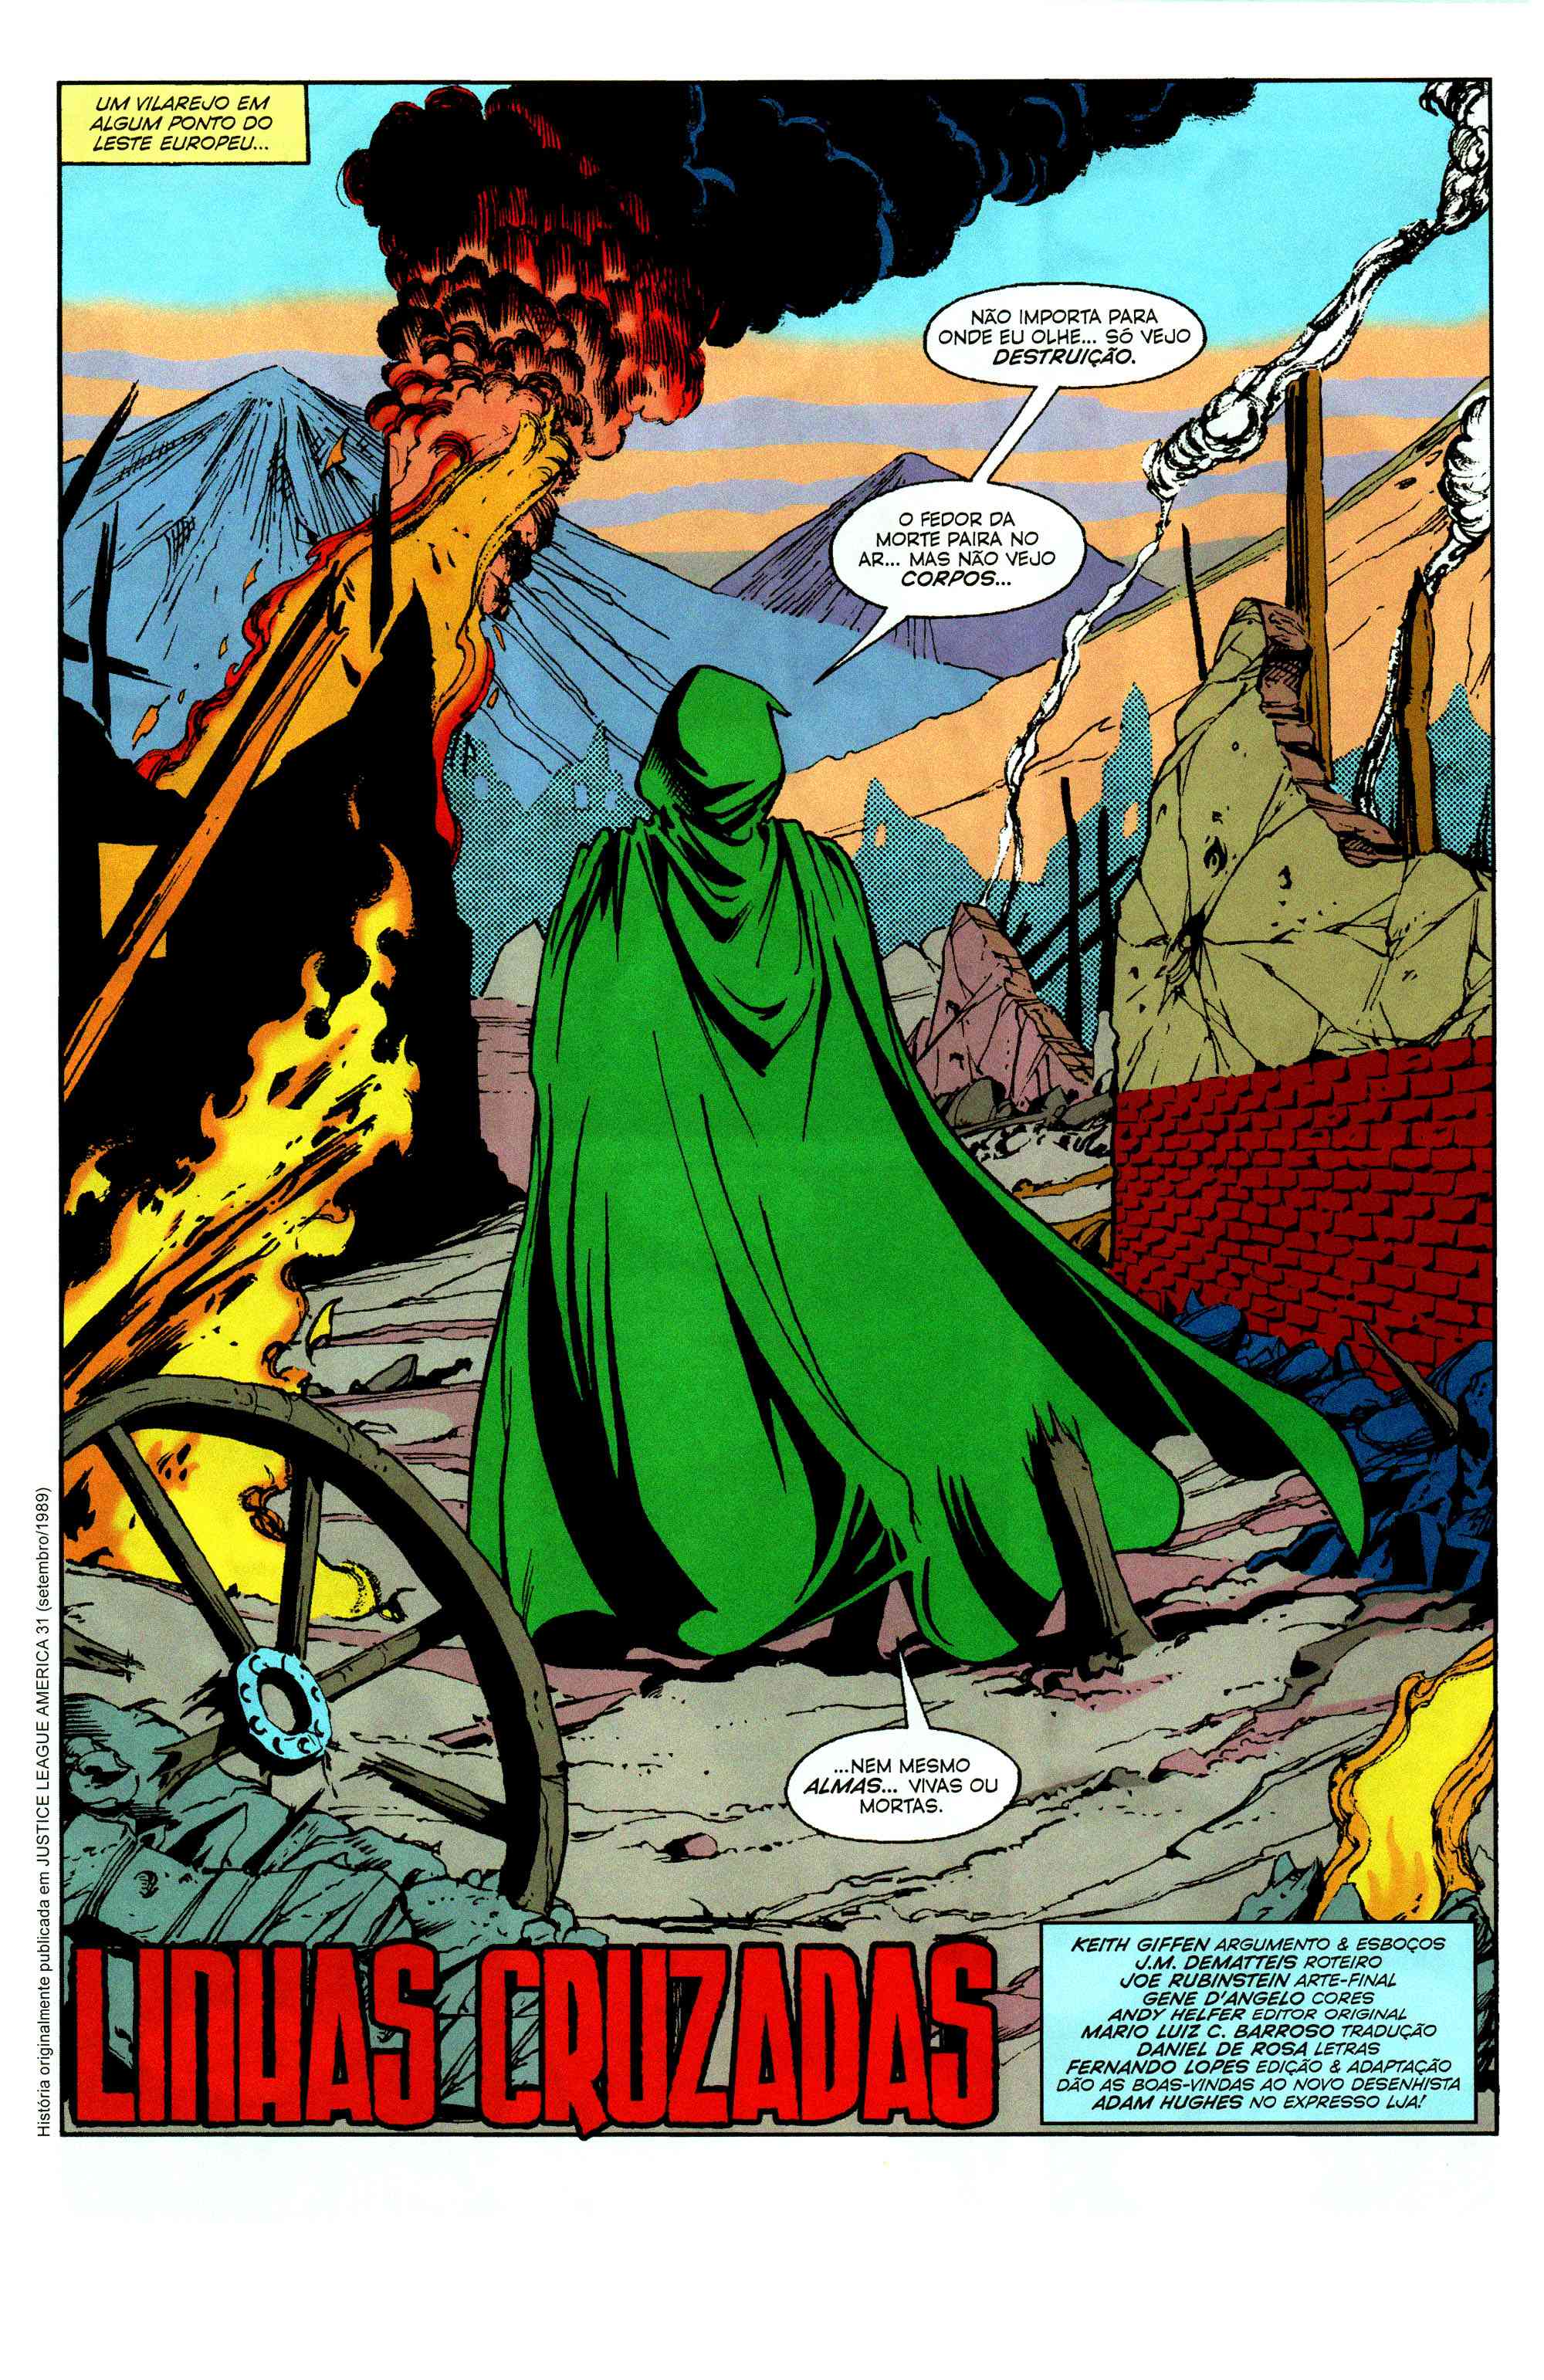 UM VILAREJO EM
ALGUM PONTO DO
LESTE EUROPEU...
NÃO IMPORTA PARA
ONDE EU OLHE... SÓ VEJO
DESTRUIÇÃO.
O FEDOR DA
MORTE PAIRA NO
AR... MAS NÃO VEJO
CORPOS...
...NEM MESMO
ALMAS... VIVAS OU
MORTAS.
História originalmente publicada em JUSTICE LEAGUE AMERICA 31 (setembro/1989)
LINHAS CRUZADAS
KEITH GIFFEN ARGUMENTO & ESBOÇOS
J.M. DEMATTEIS ROTEIRO
JOE RUBINSTEIN ARTE-FINAL
GENE D'ANGELO CORES
ANDY HELFER EDITOR ORIGINAL
MÁRIO LUIZ C. BARROSO TRADUÇÃO
DANIEL DE ROSA LETRAS
FERNANDO LOPES EDIÇÃO & ADAPTAÇÃO
DÃO AS BOAS-VINDAS AO NOVO DESENHISTA
ADAM HUGHES NO EXPRESSO LJA!